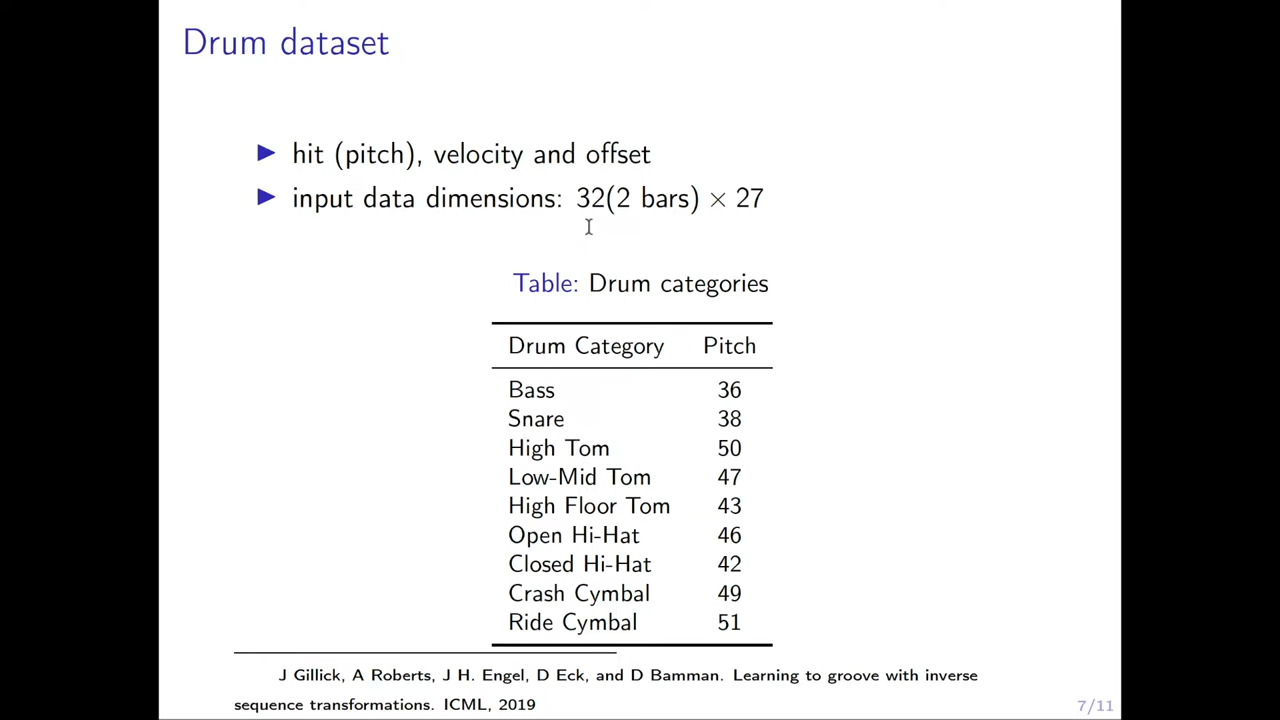 Drum dataset
▶ hit (pitch), velocity and offset
▶ input data dimensions: 32(2 bars) × 27
Table: Drum categories
Drum Category Pitch
Bass 36
Snare 38
High Tom 50
Low-Mid Tom 47
High Floor Tom 43
Open Hi-Hat 46
Closed Hi-Hat 42
Crash Cymbal 49
Ride Cymbal 51
J Gillick, A Roberts, J H. Engel, D Eck, and D Bamman. Learning to groove with inverse
sequence transformations. ICML, 2019
7/11